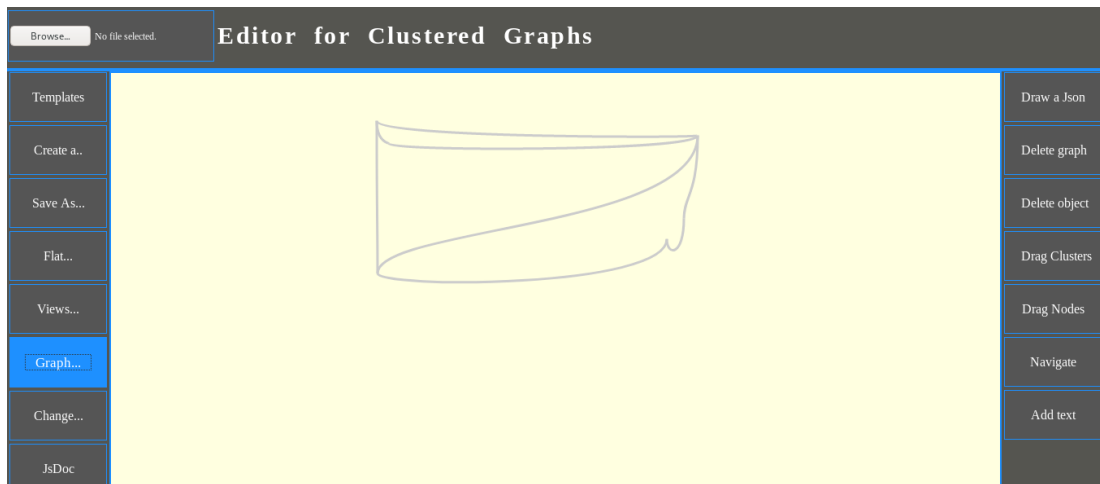 Browse... No file selected. Editor for Clustered Graphs
Templates
Create a..
Save As...
Flat...
Views...
Graph...
Change...
JsDoc
Draw a Json
Delete graph
Delete object
Drag Clusters
Drag Nodes
Navigate
Add text